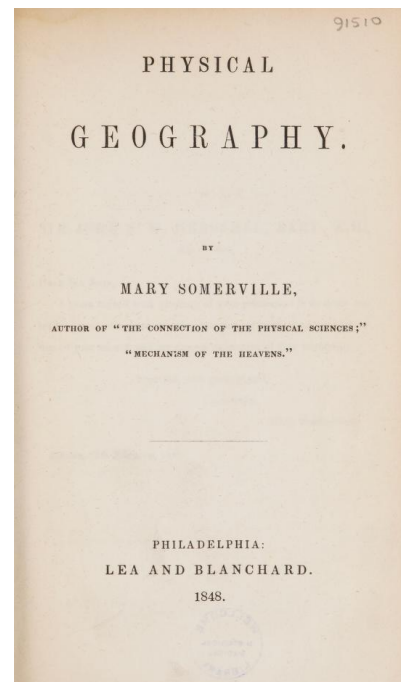 91510
PHYSICAL
GEOGRAPHY.
BY
MARY SOMERVILLE,
AUTHOR OF "THE CONNECTION OF THE PHYSICAL SCIENCES;"
"MECHANISM OF THE HEAVENS."
PHILADELPHIA:
LEA AND BLANCHARD.
1848.